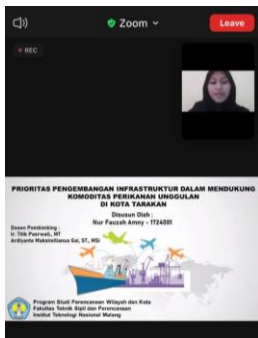 Zoom
Leave
REC
PRIORITAS PENGEMBANGAN INFRASTRUKTUR DALAM MENDUKUNG
KOMODITAS PERIKANAN UNGGULAN
DI KOTA TARAKAN
Disusun Oleh :
Nur Fauzah Amny - 1724001
Dosen Pembimbing :
Ir. Titik Poerwati, MT
Ardiyanto Maksimilianus Gai, ST., MSi
Program Studi Perencanaan Wilayah dan Kota
Fakultas Teknik Sipil dan Perencanaan
Institut Teknologi Nasional Malang